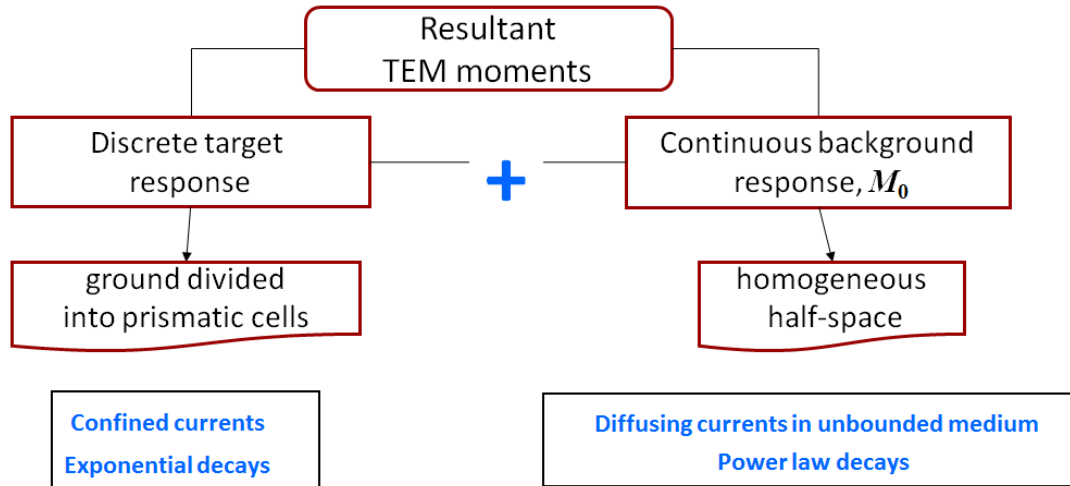 Resultant
TEM moments
Discrete target
response
+
Continuous background
response, M₀
ground divided
into prismatic cells
homogeneous
half-space
Confined currents
Exponential decays
Diffusing currents in unbounded medium
Power law decays